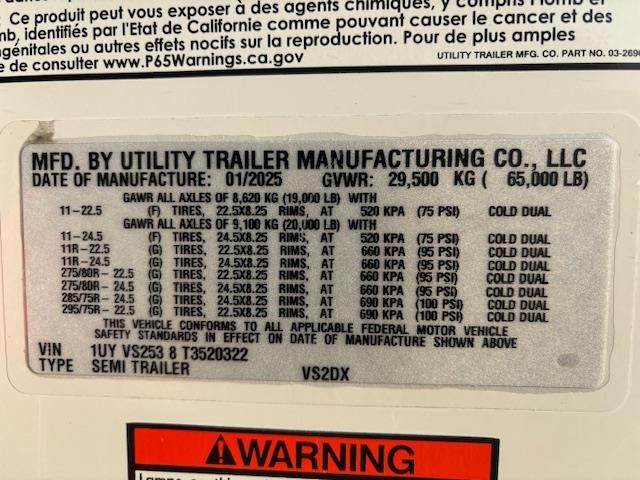 Ce produit peut vous exposer à des agents chimiques, y compris
identifiés par l'Etat de Californie comme pouvant causer le cancer et des
génitales ou autres effets nocifs sur la reproduction. Pour de plus amples
de consulter www.P65Warnings.ca.gov
UTILITY TRAILER MFG. CO. PART NO.
MFD. BY UTILITY TRAILER MANUFACTURING CO., LLC
DATE OF MANUFACTURE: 01/2025 GVWR: 29,500 KG ( 65,000 LB)
GAWR ALL AXLES OF 8,620 KG (19,000 LB) WITH
11-22.5 (F) TIRES, 22.5X8.25 RIMS, AT 520 KPA (75 PSI) COLD DUAL
GAWR ALL AXLES OF 9,100 KG (20,000 LB) WITH
11-24.5 (F) TIRES, 24.5X8.25 RIMS, AT 520 KPA (75 PSI) COLD DUAL
11R-22.5 (G) TIRES, 22.5X8.25 RIMS, AT 660 KPA (95 PSI) COLD DUAL
11R-24.5 (G) TIRES, 24.5X8.25 RIMS, AT 660 KPA (95 PSI) COLD DUAL
275/80R- 22.5 (G) TIRES, 22.5X8.25 RIMS, AT 660 KPA (95 PSI) COLD DUAL
275/80R- 24.5 (G) TIRES, 24.5X8.25 RIMS, AT 660 KPA (95 PSI) COLD DUAL
285/75R- 24.5 (G) TIRES, 24.5X8.25 RIMS, AT 690 KPA (100 PSI) COLD DUAL
295/75R- 22.5 (G) TIRES, 22.5X8.25 RIMS, AT 690 KPA (100 PSI) COLD DUAL
THIS VEHICLE CONFORMS TO ALL APPLICABLE FEDERAL MOTOR VEHICLE
SAFETY STANDARDS IN EFFECT ON DATE OF MANUFACTURE SHOWN ABOVE
VIN 1UY VS253 8 T3520322
TYPE SEMI TRAILER VS2DX
WARNING